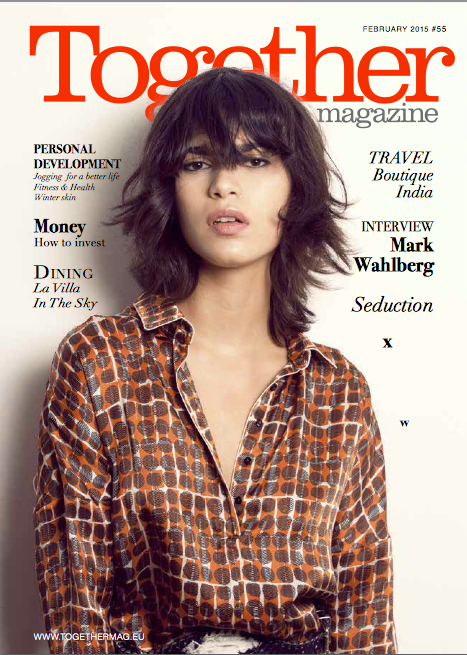 FEBRUARY 2015 #55
Together
magazine
PERSONAL
DEVELOPMENT
Jogging for a better life
Fitness & Health
Winter skin
Money
How to invest
DINING
La Villa
In The Sky
TRAVEL
Boutique
India
INTERVIEW
Mark
Wahlberg
Seduction
x
w
WWW.TOGETHERMAG.EU